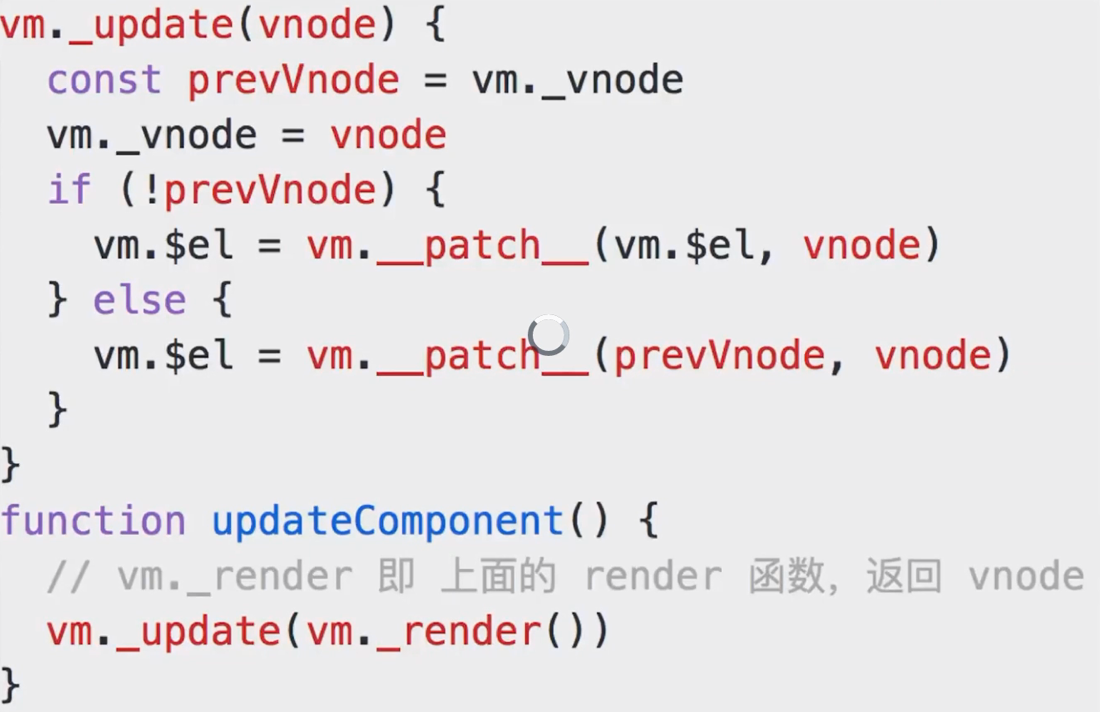 vm._update(vnode) {
  const prevVnode = vm._vnode
  vm._vnode = vnode
  if (!prevVnode) {
    vm.$el = vm.__patch__(vm.$el, vnode)
  } else {
    vm.$el = vm.__patch__(prevVnode, vnode)
  }
}
function updateComponent() {
  // vm._render 即 上面的 render 函数，返回 vnode
  vm._update(vm._render())
}